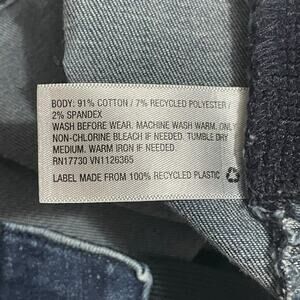 BODY: 91% COTTON / 7% RECYCLED POLYESTER /
2% SPANDEX
WASH BEFORE WEAR. MACHINE WASH WARM. ONLY
NON-CHLORINE BLEACH IF NEEDED. TUMBLE DRY
MEDIUM. WARM IRON IF NEEDED.
RN17730 VN1126365
LABEL MADE FROM 100% RECYCLED PLASTIC